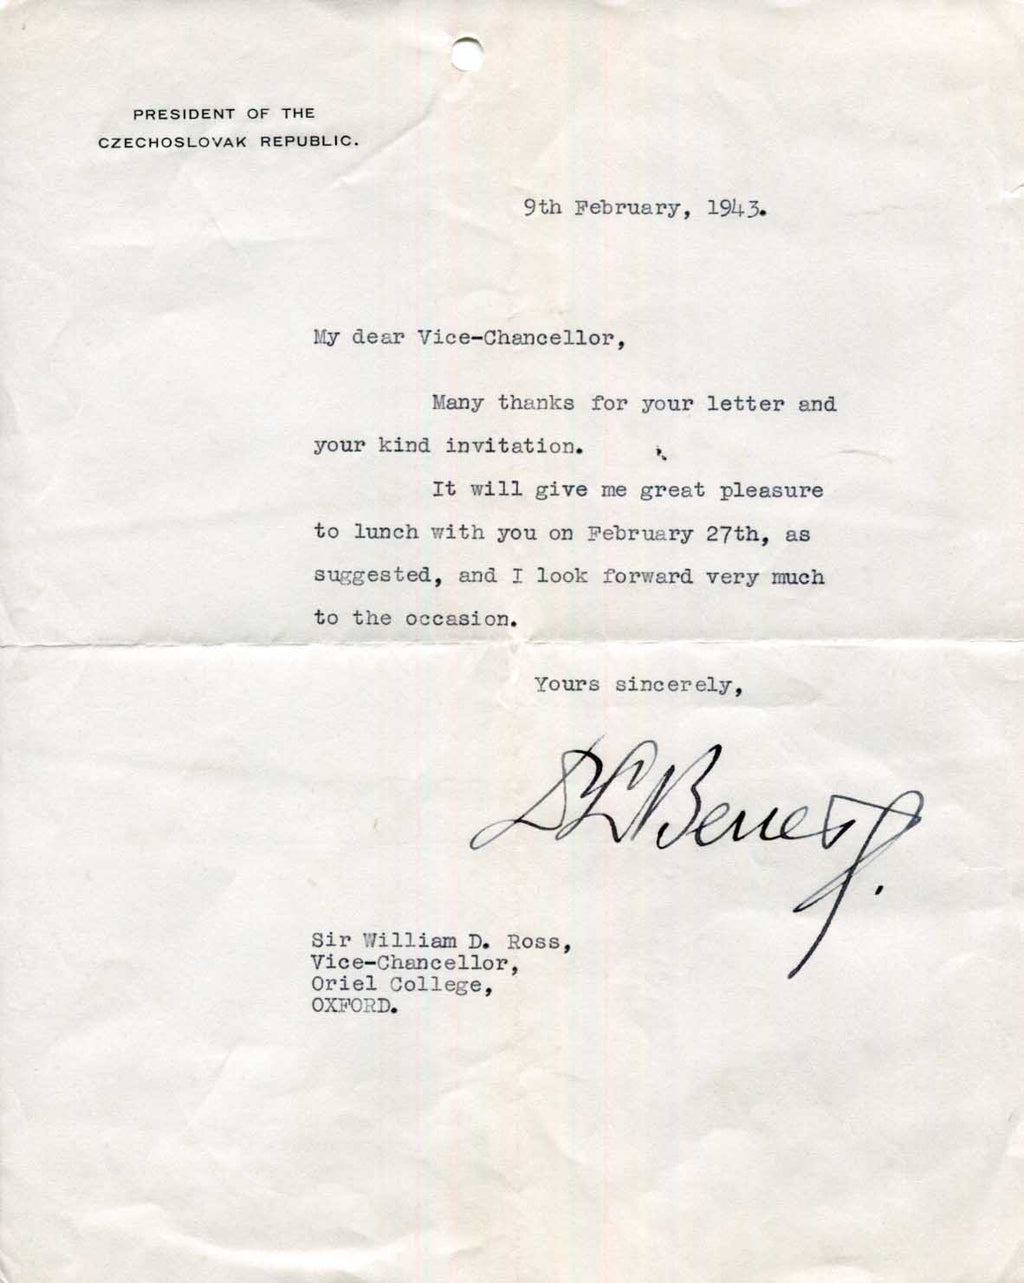 PRESIDENT OF THE
CZECHOSLOVAK REPUBLIC.
9th February, 1943.
My dear Vice-Chancellor,
Many thanks for your letter and
your kind invitation.
It will give me great pleasure
to lunch with you on February 27th, as
suggested, and I look forward very much
to the occasion.
Yours sincerely,
Beneš
Sir William D. Ross,
Vice-Chancellor,
Oriel College,
OXFORD.